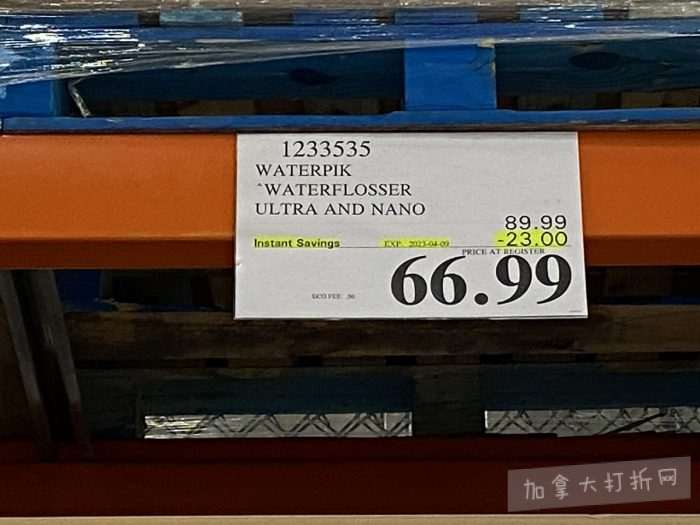 1233535
WATERPIK
^WATERFLOSSER
ULTRA AND NANO
89.99
Instant Savings EXP. 2023-04-09 -23.00
PRICE AT REGISTER
66.99
ECO FEE
加拿大打折网